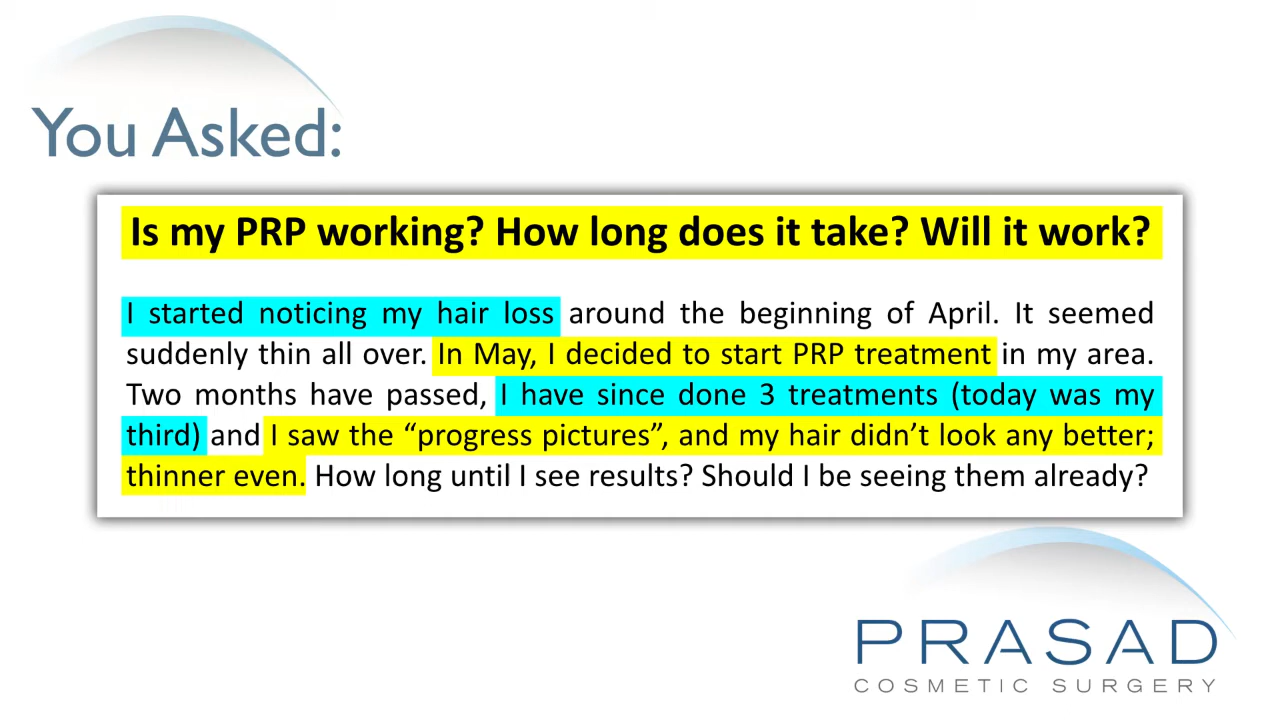 You Asked:
Is my PRP working? How long does it take? Will it work?
I started noticing my hair loss around the beginning of April. It seemed
suddenly thin all over. In May, I decided to start PRP treatment in my area.
Two months have passed, I have since done 3 treatments (today was my
third) and I saw the “progress pictures”, and my hair didn’t look any better;
thinner even. How long until I see results? Should I be seeing them already?
PRASAD
COSMETIC SURGERY